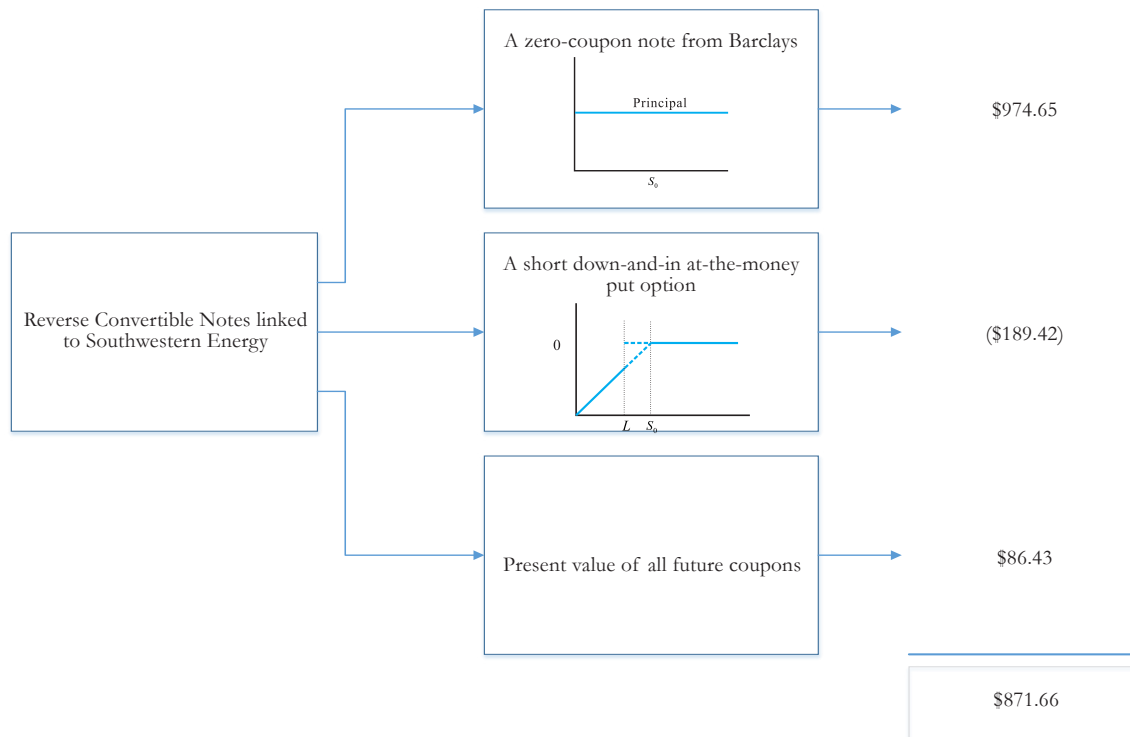 A zero-coupon note from Barclays
Principal
S₀
$974.65
Reverse Convertible Notes linked
to Southwestern Energy
A short down-and-in at-the-money
put option
0
L S₀
($189.42)
Present value of all future coupons
$86.43
$871.66